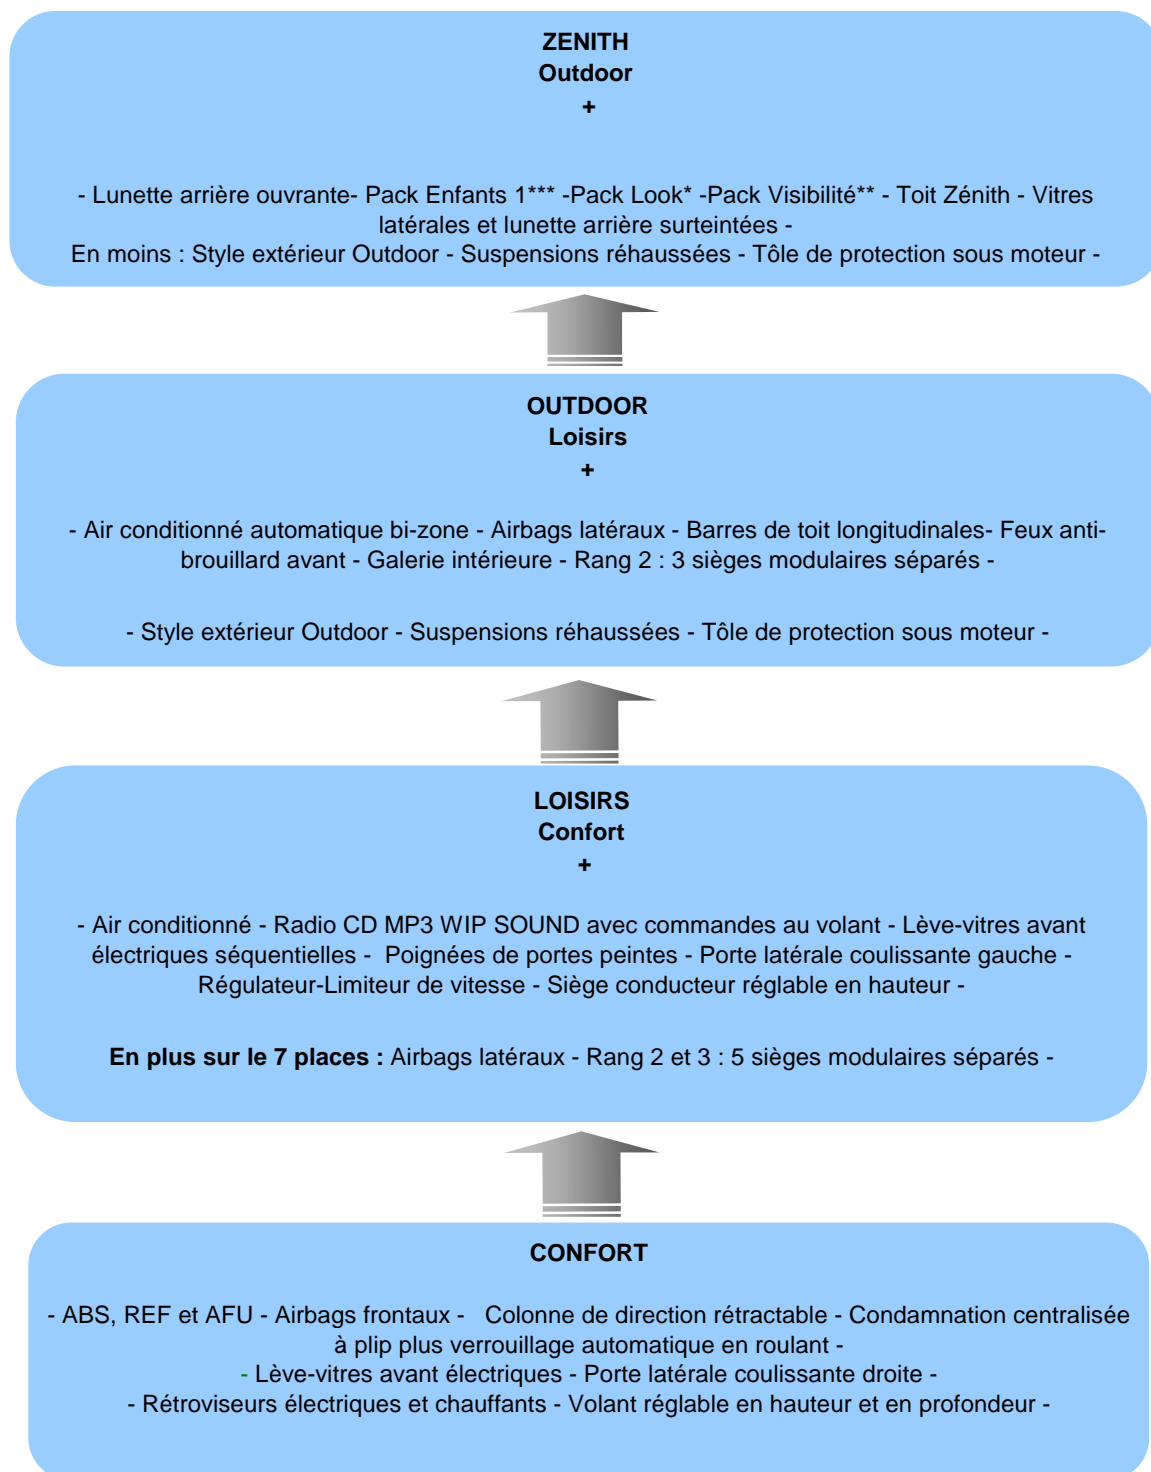 ZENITH
Outdoor
+
- Lunette arrière ouvrante- Pack Enfants 1*** -Pack Look* -Pack Visibilité** - Toit Zénith - Vitres
latérales et lunette arrière surteintées -
En moins : Style extérieur Outdoor - Suspensions réhaussées - Tôle de protection sous moteur -
OUTDOOR
Loisirs
+
- Air conditionné automatique bi-zone - Airbags latéraux - Barres de toit longitudinales- Feux anti-
brouillard avant - Galerie intérieure - Rang 2 : 3 sièges modulaires séparés -
- Style extérieur Outdoor - Suspensions réhaussées - Tôle de protection sous moteur -
LOISIRS
Confort
+
- Air conditionné - Radio CD MP3 WIP SOUND avec commandes au volant - Lève-vitres avant
électriques séquentielles - Poignées de portes peintes - Porte latérale coulissante gauche -
Régulateur-Limiteur de vitesse - Siège conducteur réglable en hauteur -
En plus sur le 7 places : Airbags latéraux - Rang 2 et 3 : 5 sièges modulaires séparés -
CONFORT
- ABS, REF et AFU - Airbags frontaux - Colonne de direction rétractable - Condamnation centralisée
à plip plus verrouillage automatique en roulant -
- Lève-vitres avant électriques - Porte latérale coulissante droite -
- Rétroviseurs électriques et chauffants - Volant réglable en hauteur et en profondeur -